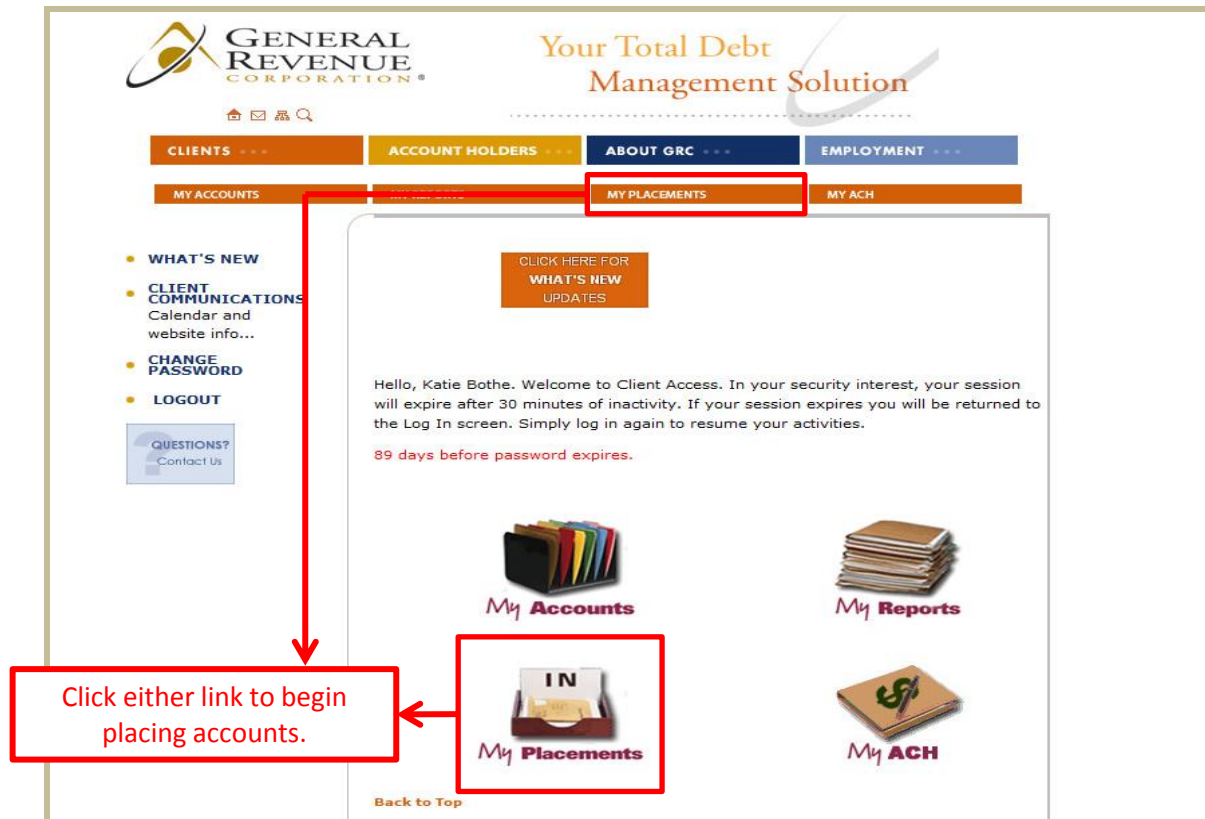 GENERAL
REVENUE
CORPORATION®
Your Total Debt
Management Solution
CLIENTS
ACCOUNT HOLDERS
ABOUT GRC
EMPLOYMENT
MY ACCOUNTS
MY REPORTS
MY PLACEMENTS
MY ACH
WHAT'S NEW
CLIENT
COMMUNICATIONS
Calendar and
website info...
CHANGE
PASSWORD
LOGOUT
QUESTIONS?
Contact Us
CLICK HERE FOR
WHAT'S NEW
UPDATES
Hello, Katie Bothe. Welcome to Client Access. In your security interest, your session
will expire after 30 minutes of inactivity. If your session expires you will be returned to
the Log In screen. Simply log in again to resume your activities.
89 days before password expires.
My Accounts
My Reports
Click either link to begin
placing accounts.
IN
My Placements
My ACH
Back to Top